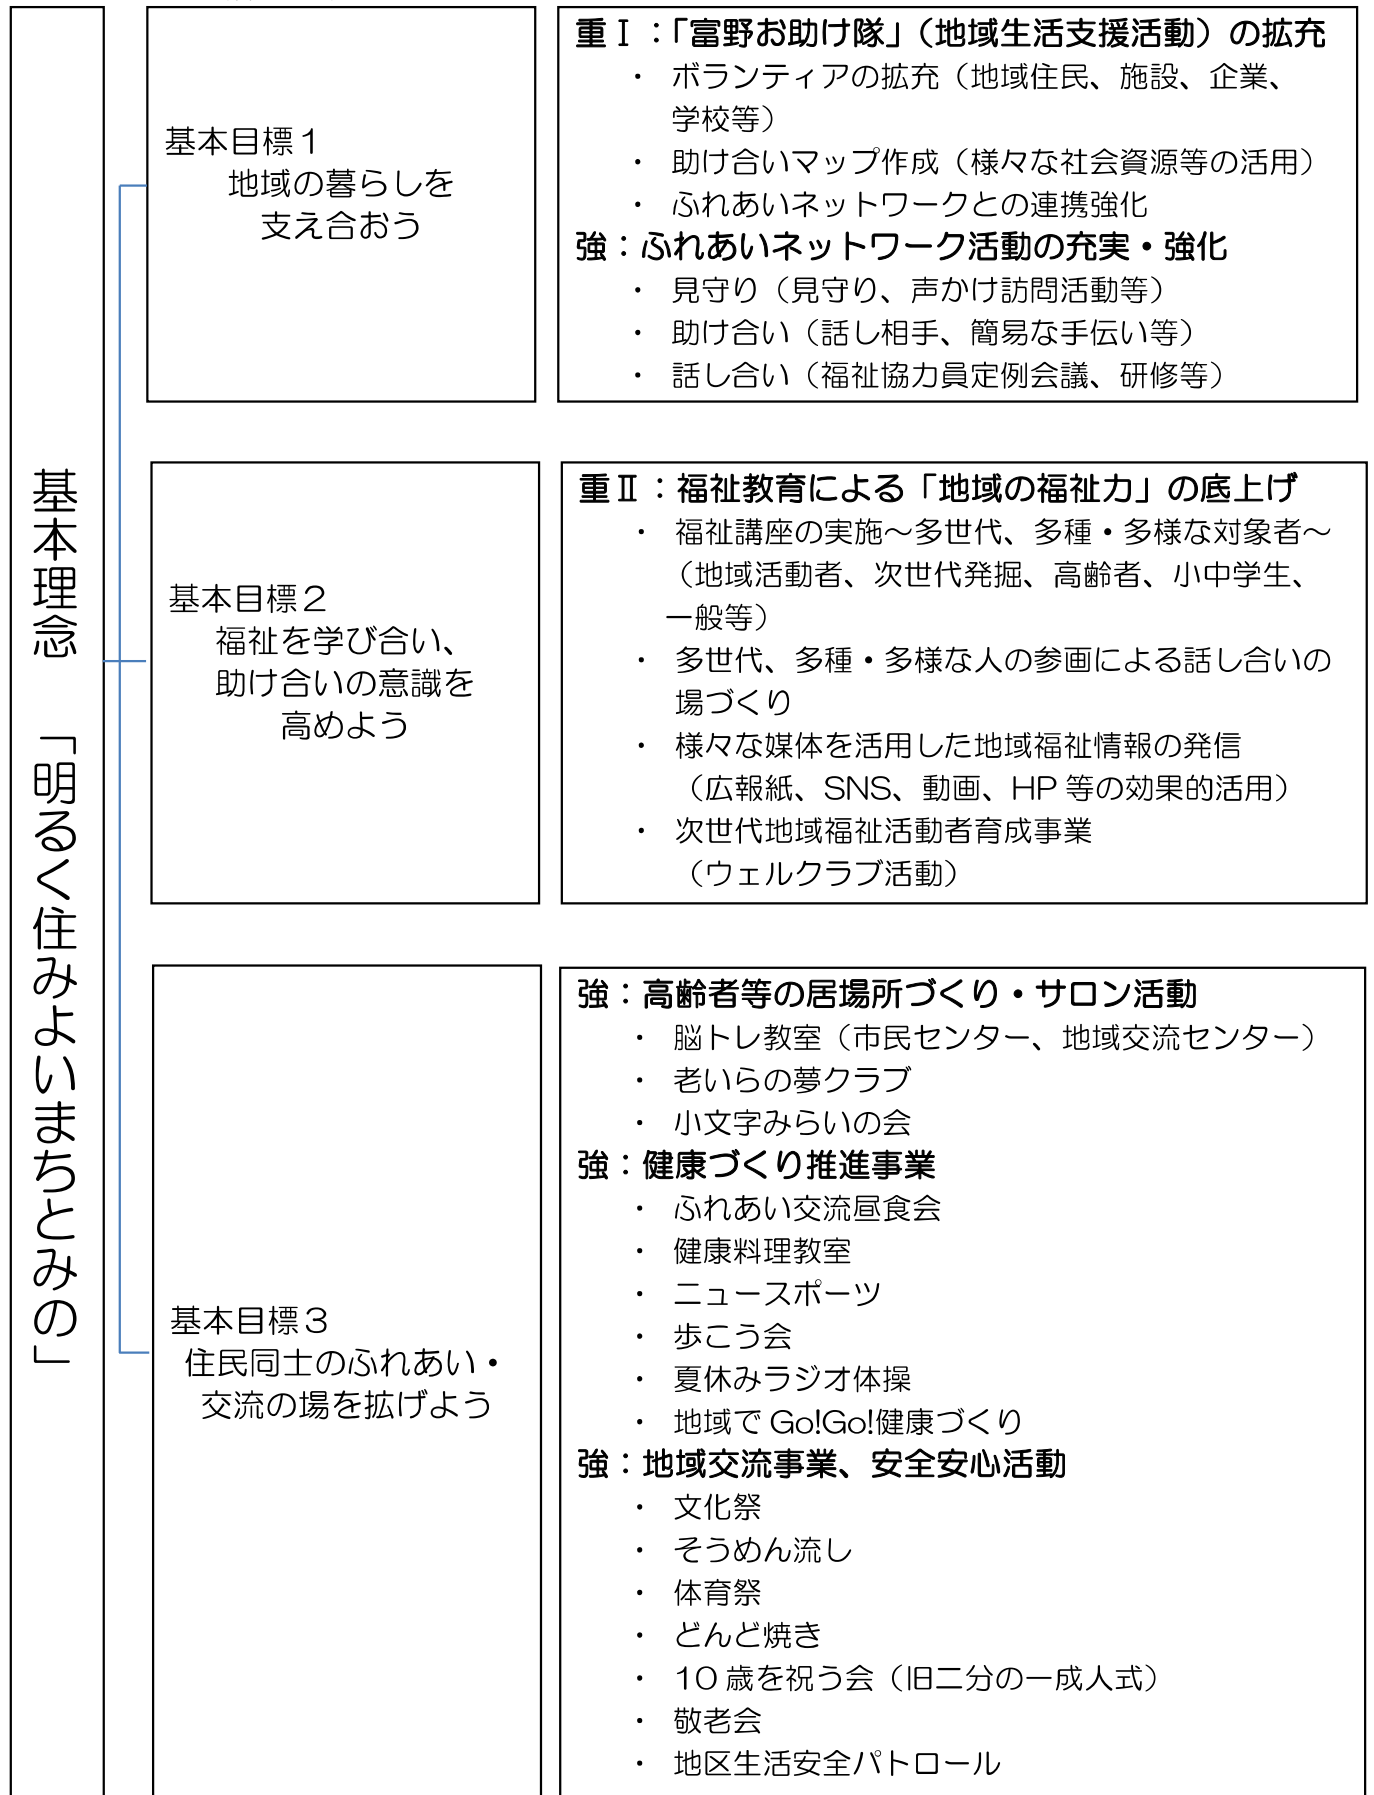 基本理念　「明るく住みよいまちとみの」
基本目標１
地域の暮らしを
支え合おう
重Ⅰ：「富野お助け隊」（地域生活支援活動）の拡充
・ ボランティアの拡充（地域住民、施設、企業、
学校等）
・ 助け合いマップ作成（様々な社会資源等の活用）
・ ふれあいネットワークとの連携強化
強：ふれあいネットワーク活動の充実・強化
・ 見守り（見守り、声かけ訪問活動等）
・ 助け合い（話し相手、簡易な手伝い等）
・ 話し合い（福祉協力員定例会議、研修等）
基本目標２
福祉を学び合い、
助け合いの意識を
高めよう
重Ⅱ：福祉教育による「地域の福祉力」の底上げ
・ 福祉講座の実施～多世代、多種・多様な対象者～
（地域活動者、次世代発掘、高齢者、小中学生、
一般等）
・ 多世代、多種・多様な人の参画による話し合いの
場づくり
・ 様々な媒体を活用した地域福祉情報の発信
（広報紙、SNS、動画、HP 等の効果的活用）
・ 次世代地域福祉活動者育成事業
（ウェルクラブ活動）
基本目標３
住民同士のふれあい・
交流の場を拡げよう
強：高齢者等の居場所づくり・サロン活動
・ 脳トレ教室（市民センター、地域交流センター）
・ 老いらの夢クラブ
・ 小文字みらいの会
強：健康づくり推進事業
・ ふれあい交流昼食会
・ 健康料理教室
・ ニュースポーツ
・ 歩こう会
・ 夏休みラジオ体操
・ 地域で Go!Go!健康づくり
強：地域交流事業、安全安心活動
・ 文化祭
・ そうめん流し
・ 体育祭
・ どんど焼き
・ 10 歳を祝う会（旧二分の一成人式）
・ 敬老会
・ 地区生活安全パトロール